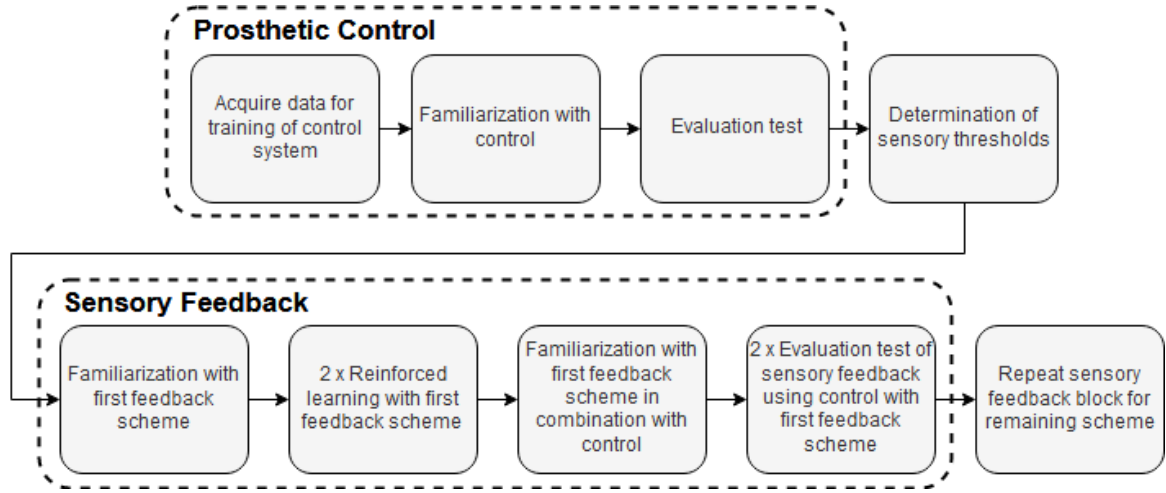 Prosthetic Control
Acquire data for
training of control
system
Familiarization with
control
Evaluation test
Determination of
sensory thresholds
Sensory Feedback
Familiarization with
first feedback
scheme
2 x Reinforced
learning with first
feedback scheme
Familiarization with
first feedback
scheme in
combination with
control
2 x Evaluation test of
sensory feedback
using control with
first feedback
scheme
Repeat sensory
feedback block for
remaining scheme